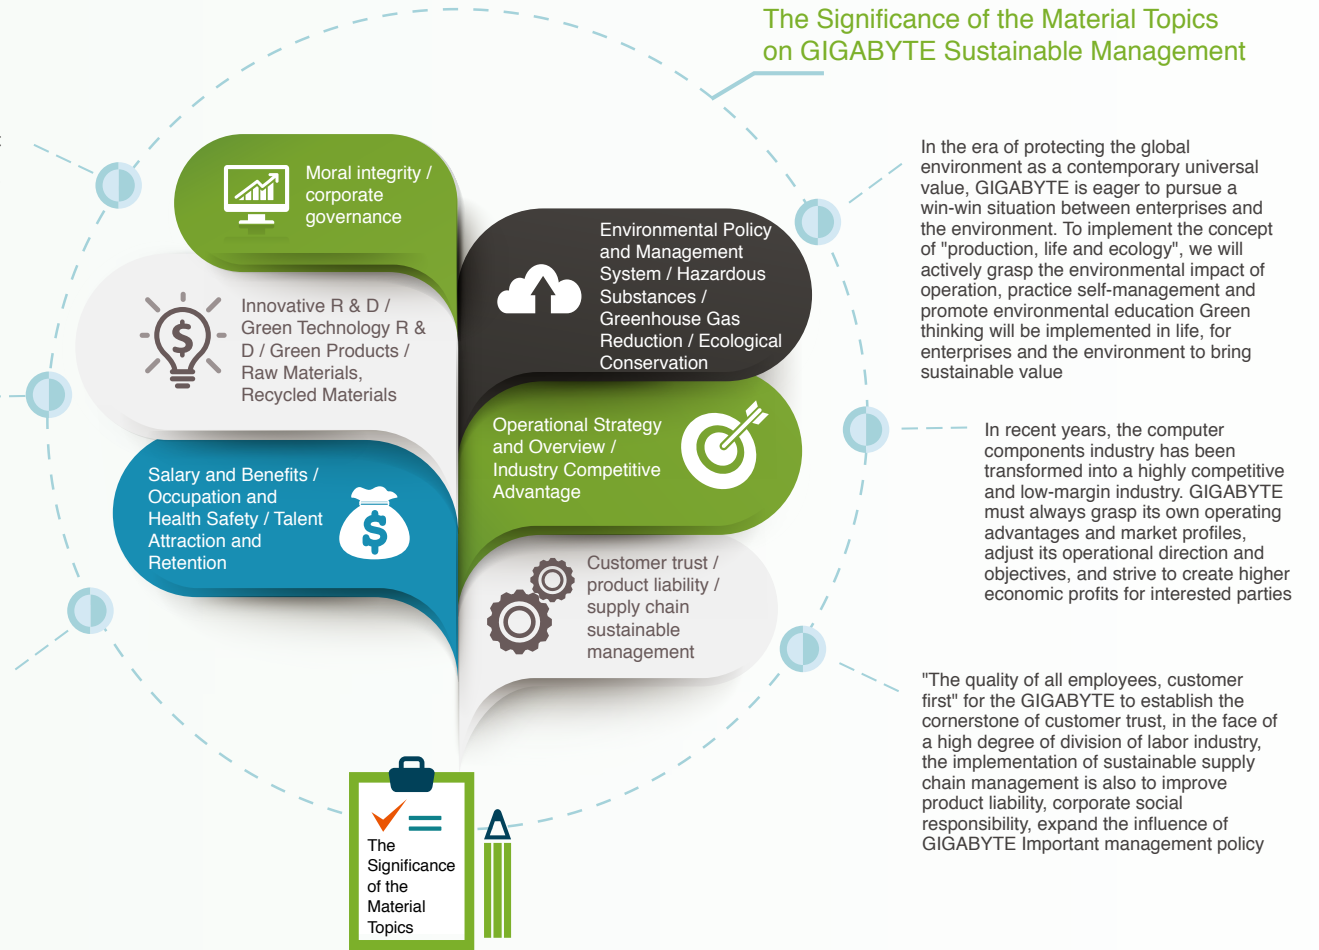 The Significance of the Material Topics
on GIGABYTE Sustainable Management
Moral integrity /
corporate
governance
Innovative R & D /
Green Technology R &
D / Green Products /
Raw Materials,
Recycled Materials
Salary and Benefits /
Occupation and
Health Safety / Talent
Attraction and
Retention
Environmental Policy
and Management
System / Hazardous
Substances /
Greenhouse Gas
Reduction / Ecological
Conservation
Operational Strategy
and Overview /
Industry Competitive
Advantage
Customer trust /
product liability /
supply chain
sustainable
management
In the era of protecting the global
environment as a contemporary universal
value, GIGABYTE is eager to pursue a
win-win situation between enterprises and
the environment. To implement the concept
of "production, life and ecology", we will
actively grasp the environmental impact of
operation, practice self-management and
promote environmental education Green
thinking will be implemented in life, for
enterprises and the environment to bring
sustainable value
In recent years, the computer
components industry has been
transformed into a highly competitive
and low-margin industry. GIGABYTE
must always grasp its own operating
advantages and market profiles,
adjust its operational direction and
objectives, and strive to create higher
economic profits for interested parties
"The quality of all employees, customer
first" for the GIGABYTE to establish the
cornerstone of customer trust, in the face of
a high degree of division of labor industry,
the implementation of sustainable supply
chain management is also to improve
product liability, corporate social
responsibility, expand the influence of
GIGABYTE Important management policy
The
Significance
of the
Material
Topics